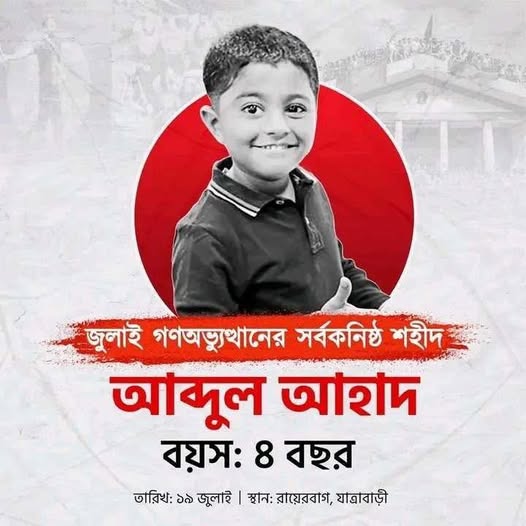 জুলাই গণঅভ্যুত্থানের সর্বকনিষ্ঠ শহীদ
আব্দুল আহাদ
বয়স: ৪ বছর
তারিখ: ১৯ জুলাই | স্থান: রায়েরবাগ, যাত্রাবাড়ী